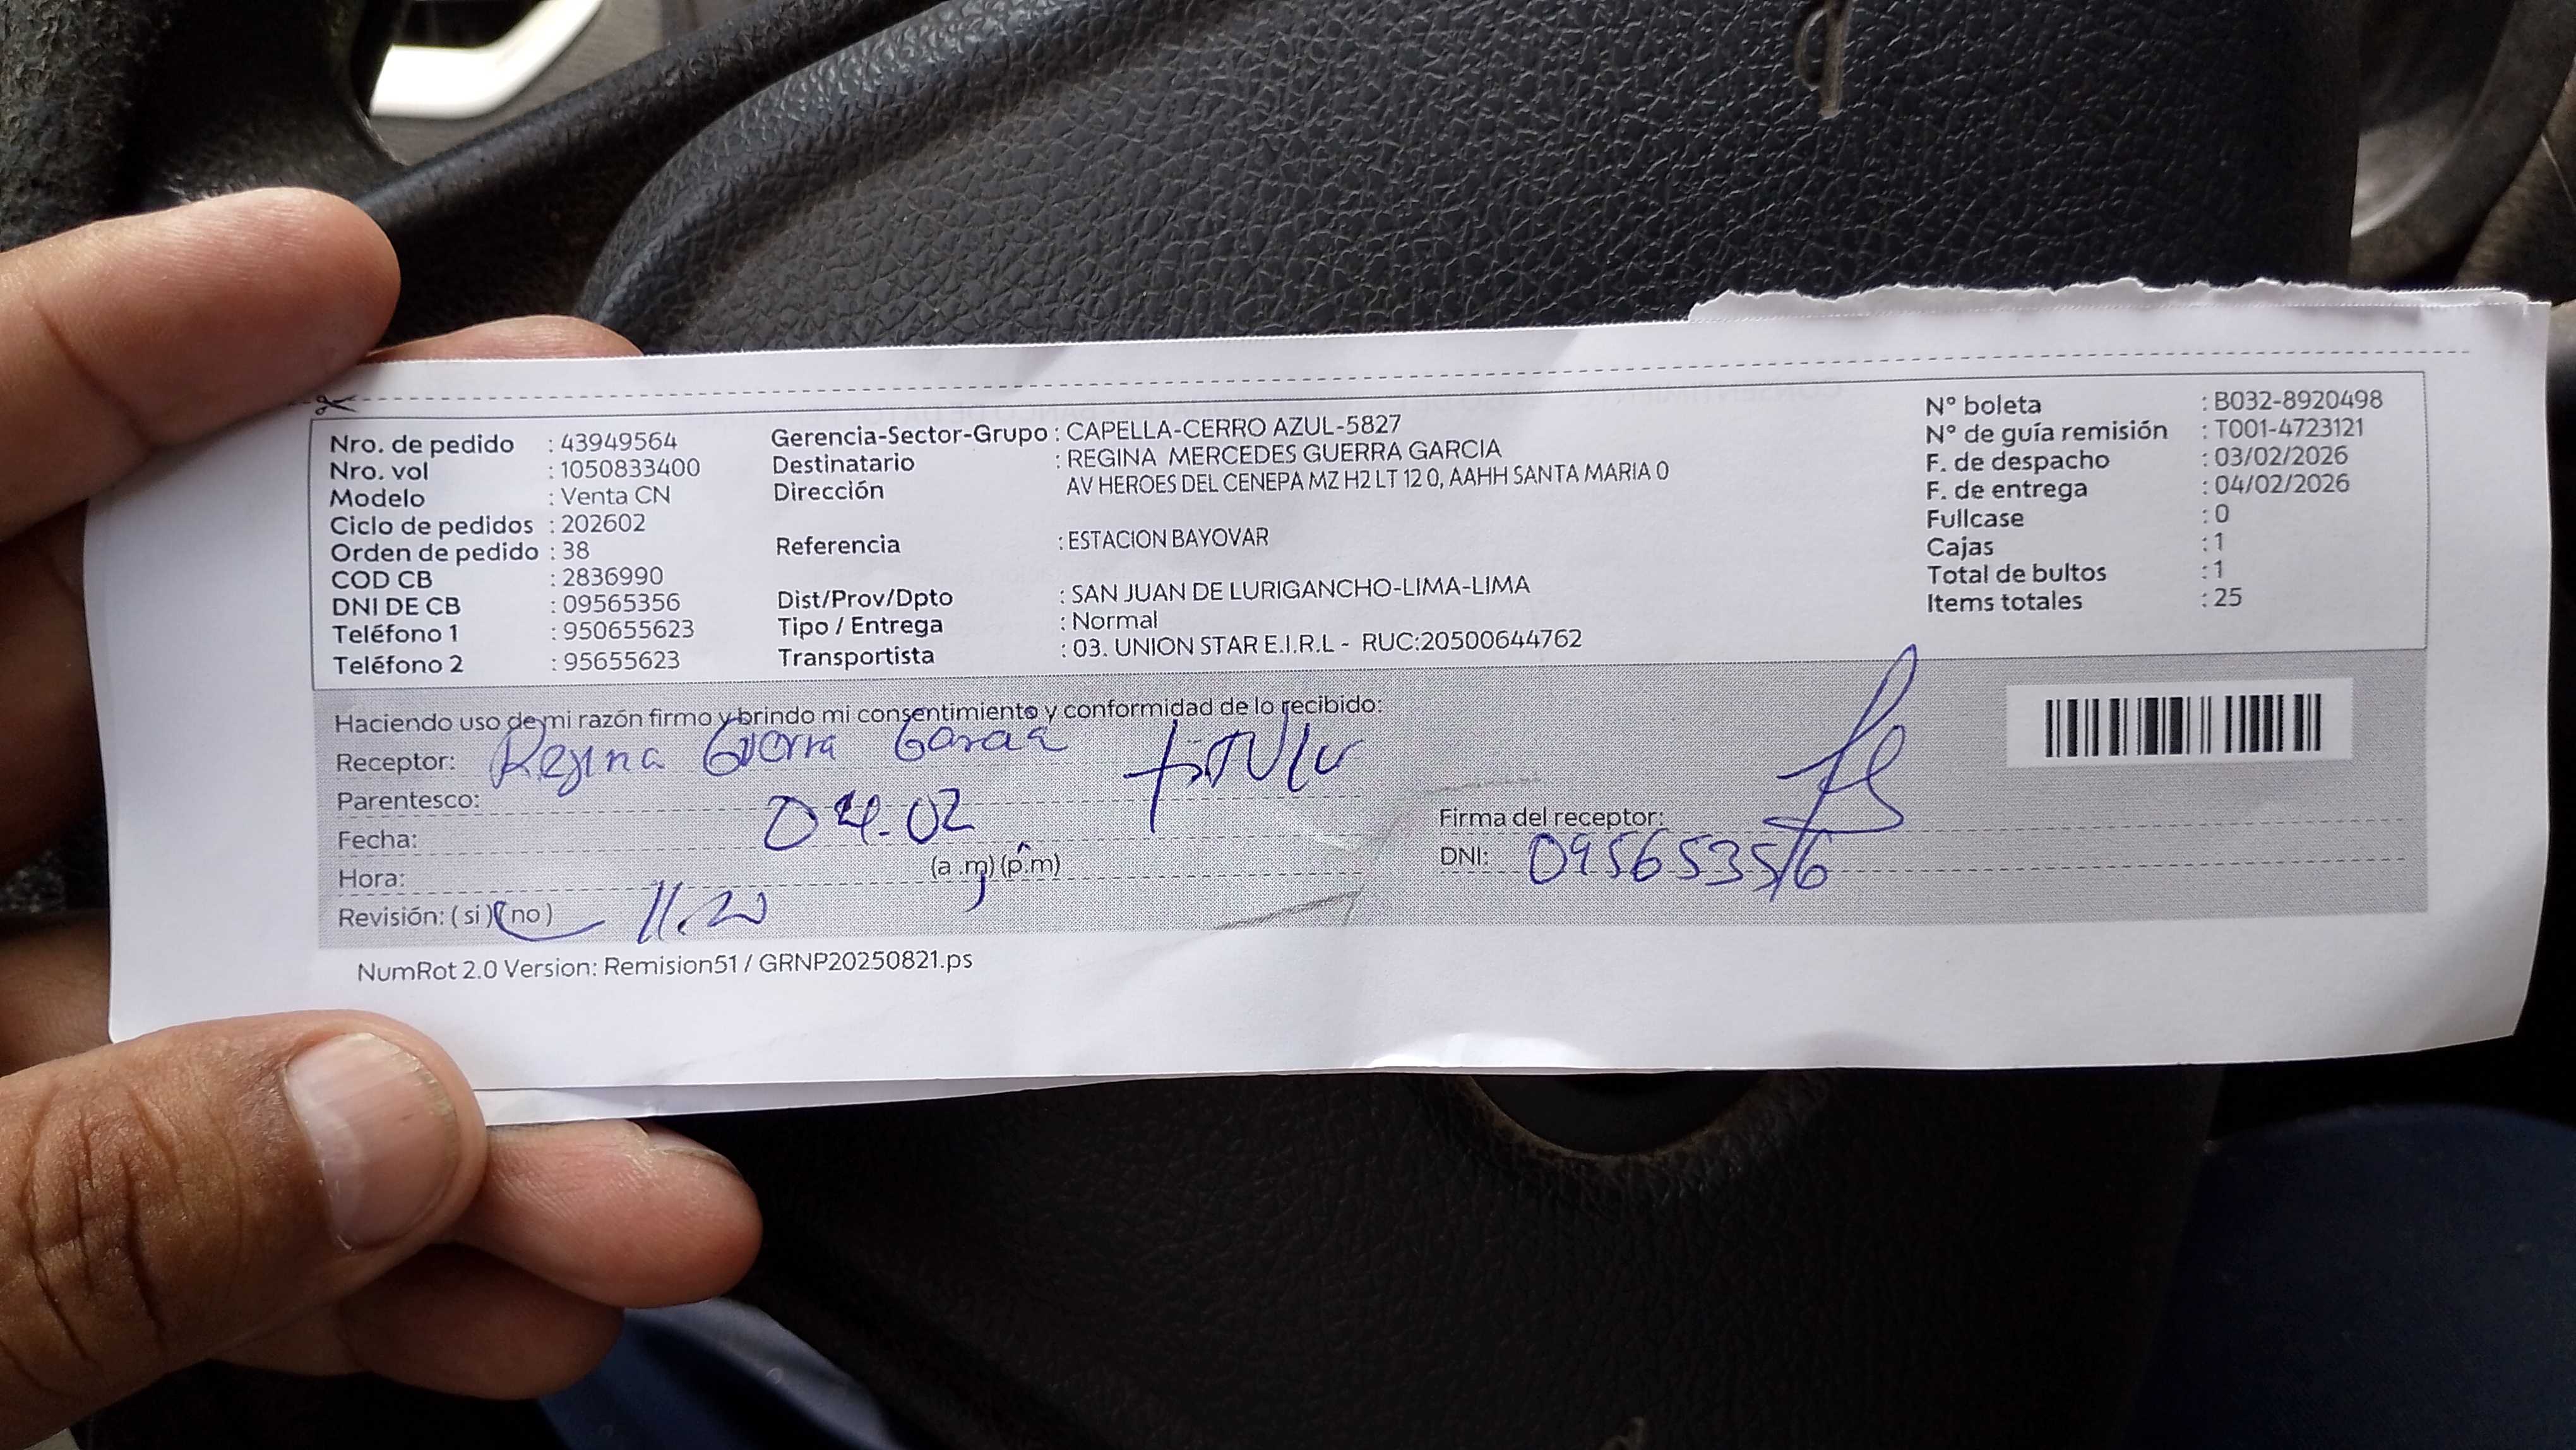 Nro. de pedido : 43949564
Nro. vol : 1050833400
Modelo : Venta CN
Ciclo de pedidos : 202602
Orden de pedido : 38
COD CB : 2836990
DNI DE CB : 09565356
Teléfono 1 : 950655623
Teléfono 2 : 95655623
Gerencia-Sector-Grupo : CAPELLA-CERRO AZUL-5827
Destinatario : REGINA MERCEDES GUERRA GARCIA
Dirección AV HEROES DEL CENEPA MZ H2 LT 12 0, AAHH SANTA MARIA 0
Referencia : ESTACION BAYOVAR
Dist/Prov/Dpto : SAN JUAN DE LURIGANCHO-LIMA-LIMA
Tipo / Entrega : Normal
Transportista : 03. UNION STAR E.I.R.L - RUC:20500644762
N° boleta : B032-8920498
N° de guía remisión : T001-4723121
F. de despacho : 03/02/2026
F. de entrega : 04/02/2026
Fullcase : 0
Cajas : 1
Total de bultos : 1
Items totales : 25
Haciendo uso de mi razón firmo y brindo mi consentimiento y conformidad de lo recibido:
Receptor: Regina Guerra Garcia
Parentesco:
Fecha: 04-02
Hora: (a.m) (p.m)
Revisión: ( si ) ( no ) 11.20
Firma del receptor:
DNI: 09565356
NumRot 2.0 Version: Remision51 / GRNP20250821.ps